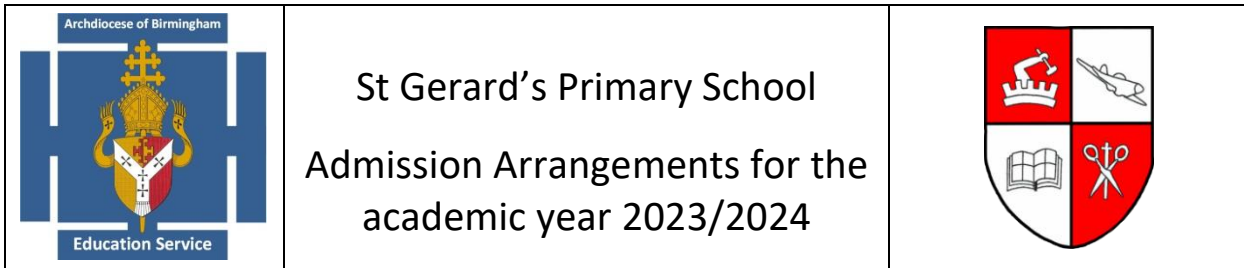 Archdiocese of Birmingham
Education Service
St Gerard’s Primary School
Admission Arrangements for the
academic year 2023/2024